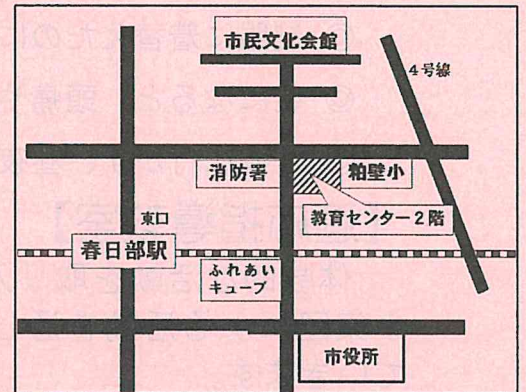 市民文化会館
4号線
消防署
粕壁小
教育センター2階
東口
春日部駅
ふれあい
キューブ
市役所